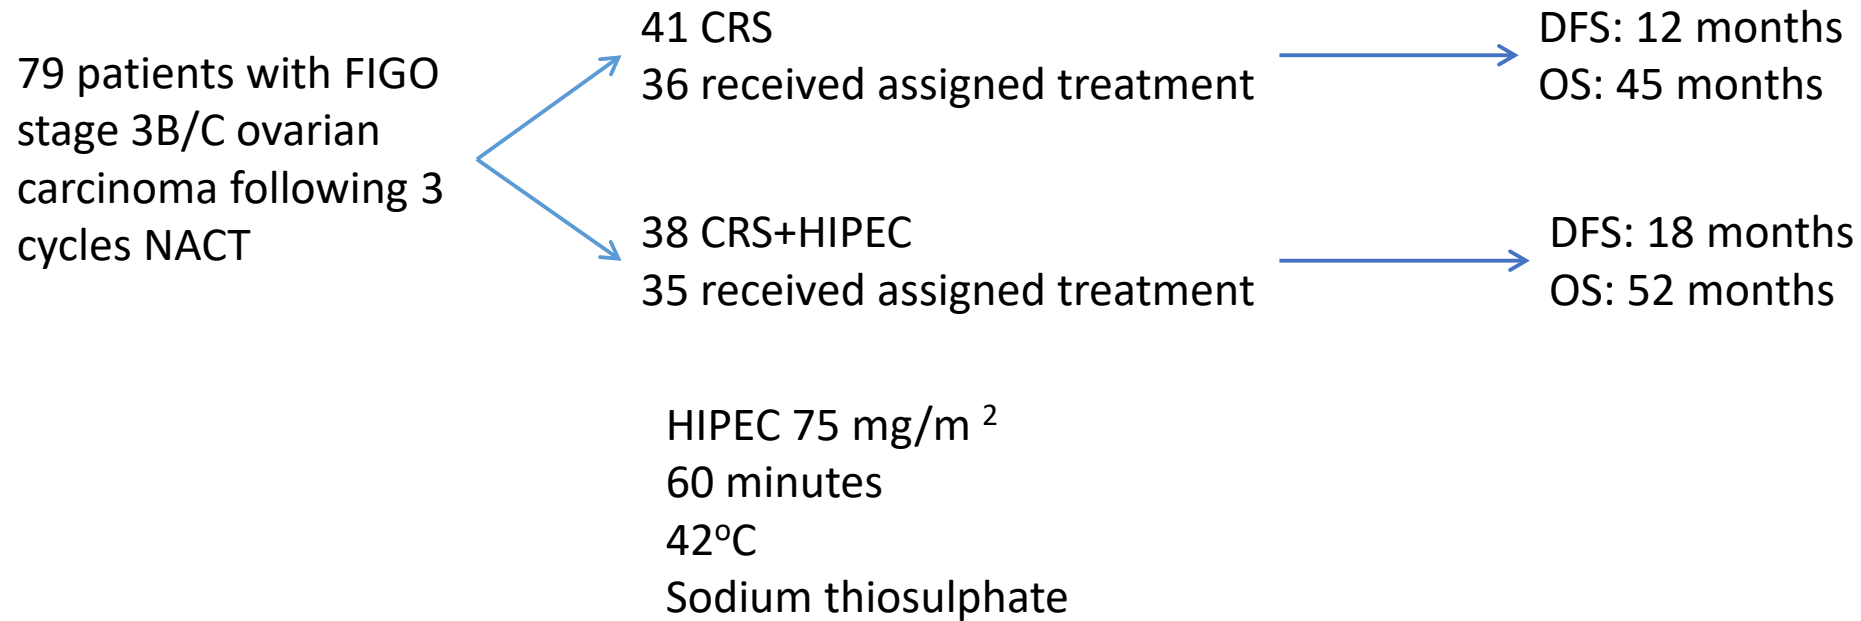 79 patients with FIGO
stage 3B/C ovarian
carcinoma following 3
cycles NACT
41 CRS
36 received assigned treatment
DFS: 12 months
OS: 45 months
38 CRS+HIPEC
35 received assigned treatment
DFS: 18 months
OS: 52 months
HIPEC 75 mg/m ²
60 minutes
42ºC
Sodium thiosulphate